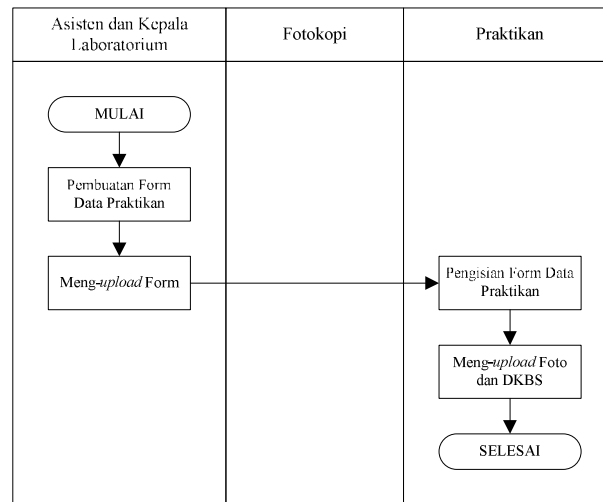 Asisten dan Kepala
Laboratorium
Fotokopi
Praktikan
MULAI
Pembuatan Form
Data Praktikan
Meng-upload Form
Pengisian Form Data
Praktikan
Meng-upload Foto
dan DKBS
SELESAI